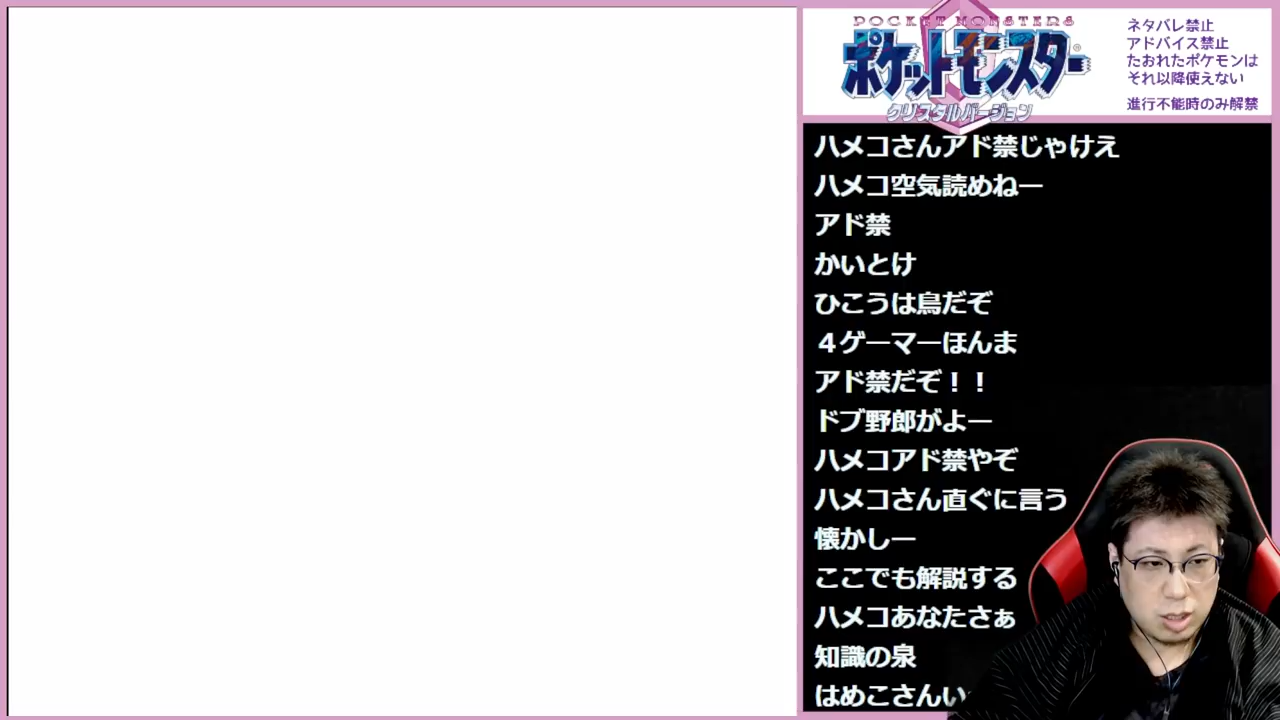 POCKET MONSTERS
ポケットモンスター
クリスタルバージョン
ネタバレ禁止
アドバイス禁止
たおれたポケモンは
それ以降使えない
進行不能時のみ解禁
ハメコさんアド禁じゃけえ
ハメコ空気読めねー
アド禁
かいとけ
ひこうは鳥だぞ
４ゲーマーほんま
アド禁だぞ！！
ドブ野郎がよー
ハメコアド禁やぞ
ハメコさん直ぐに言う
懐かしー
ここでも解説する
ハメコあなたさぁ
知識の泉
はめこさんい